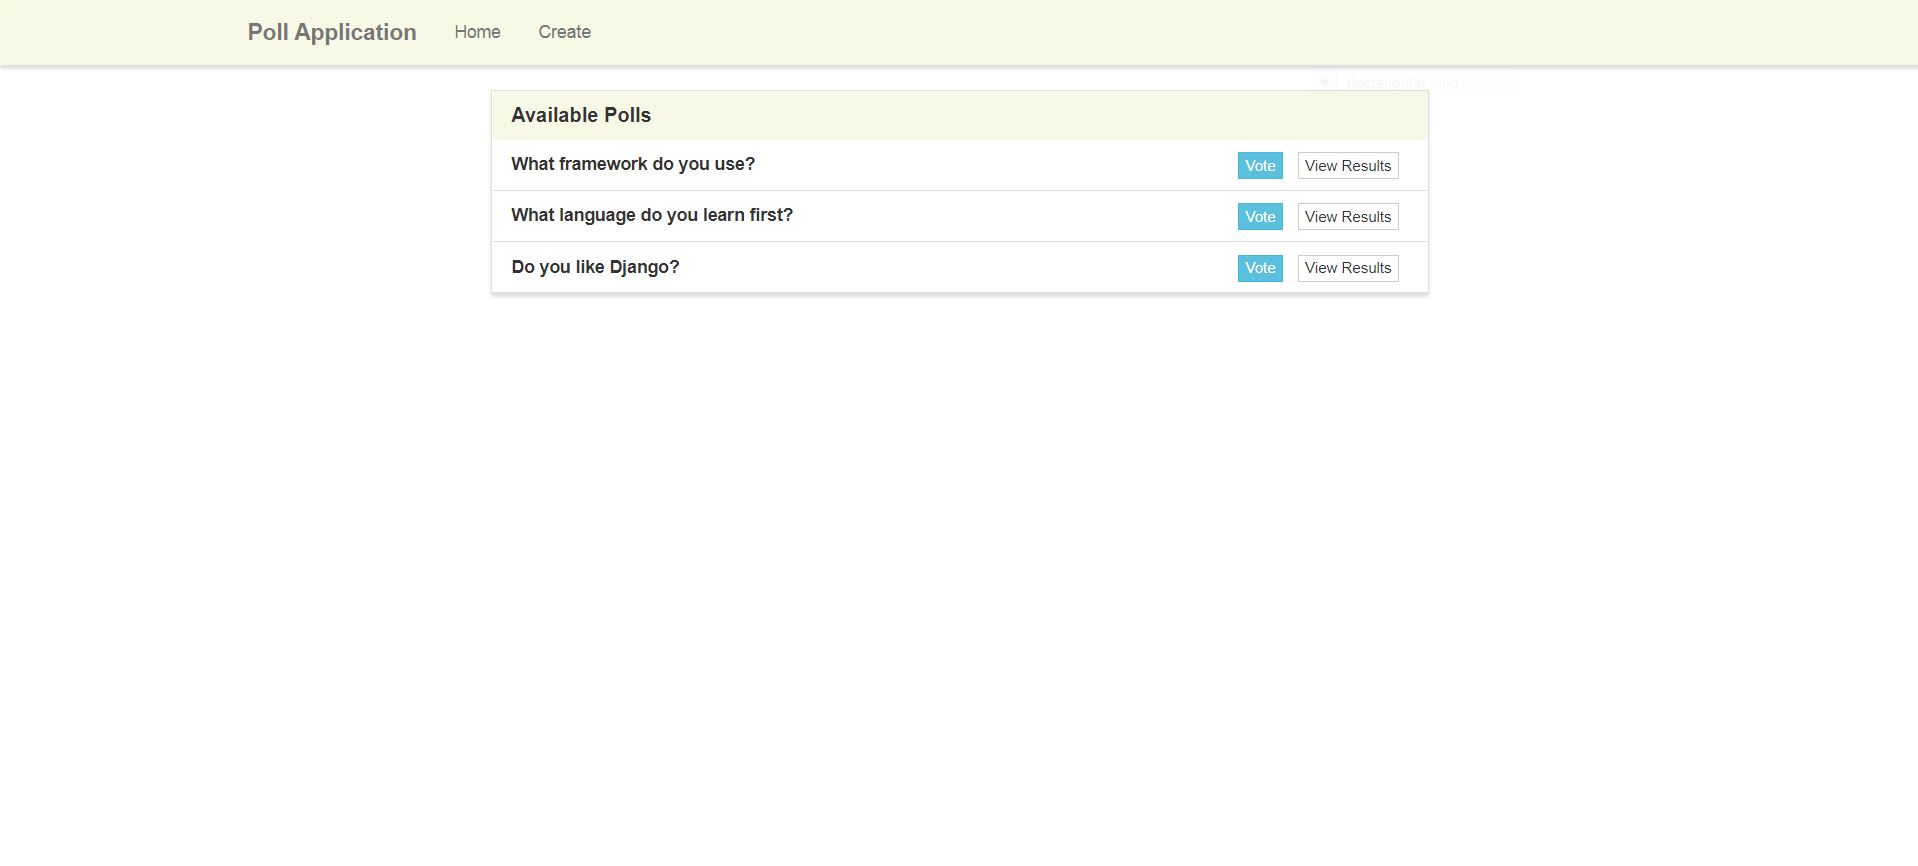 Poll Application Home Create
Rectangular Snip
Available Polls
What framework do you use? Vote View Results
What language do you learn first? Vote View Results
Do you like Django? Vote View Results